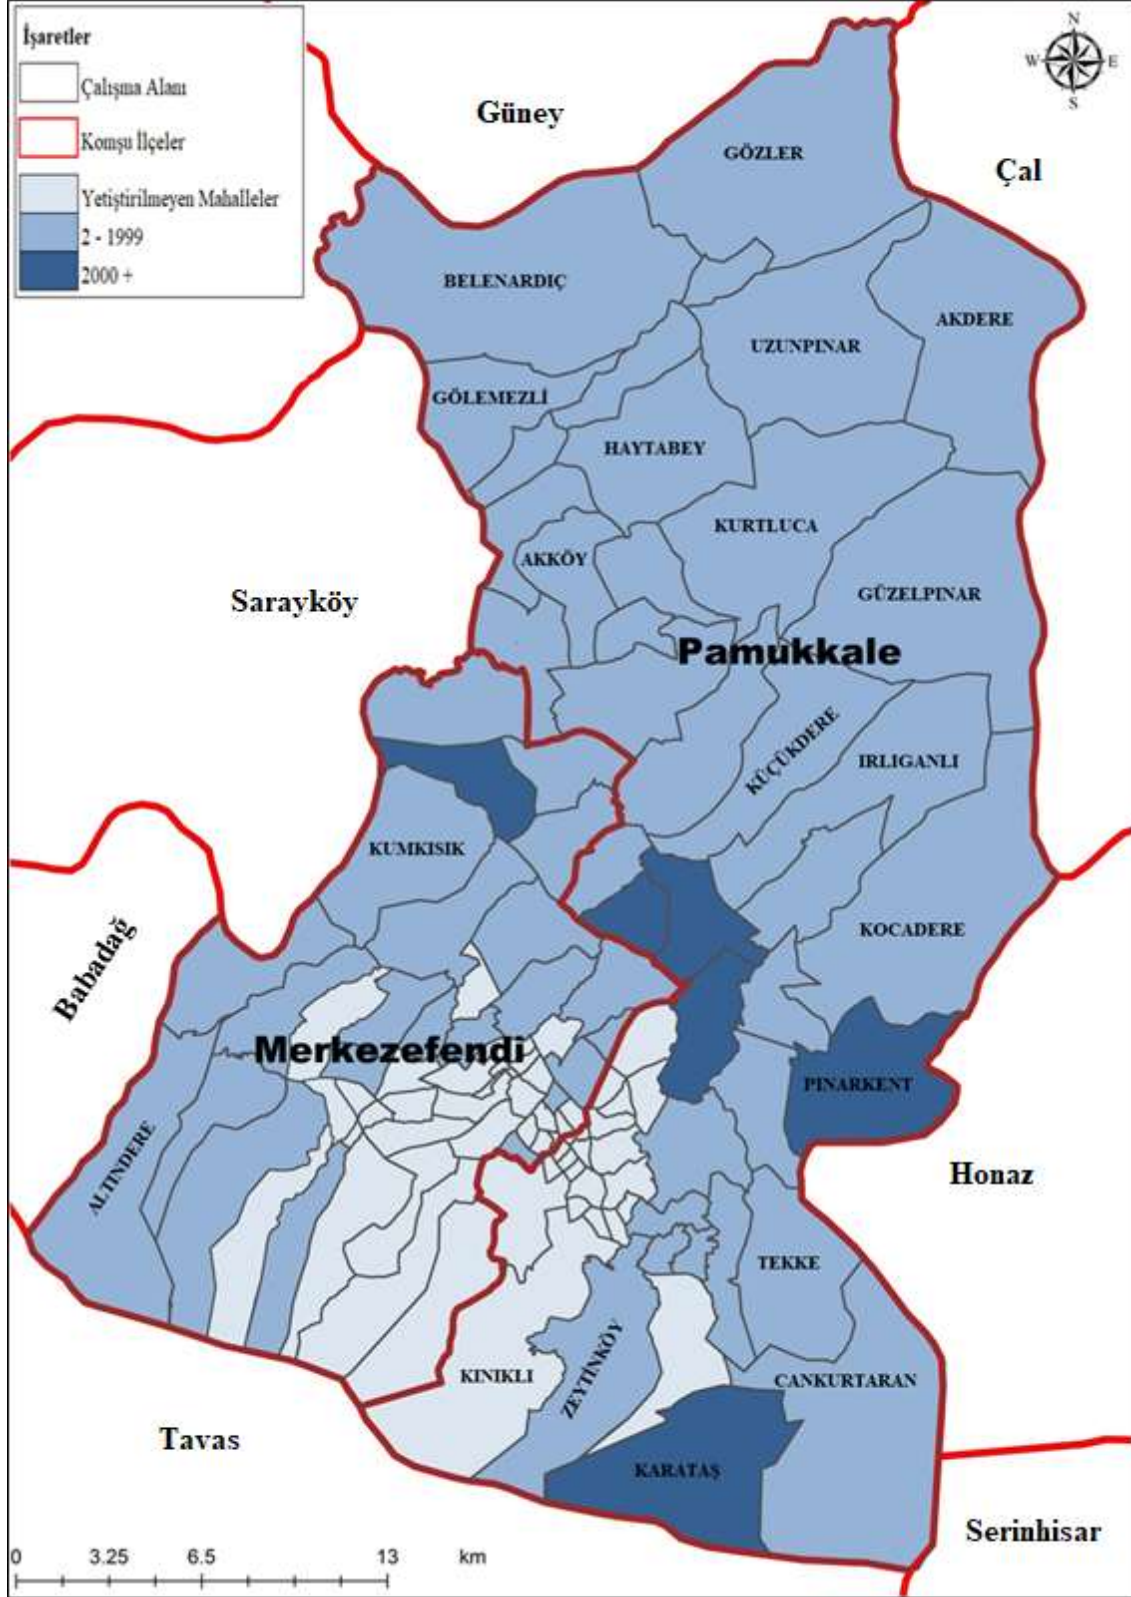 İşaretler
Çalışma Alanı
Komşu İlçeler
Yetiştirilmeyen Mahalleler
2 - 1999
2000 +
N
W
E
S
Güney
Çal
GÖZLER
BELENARDIÇ
AKDERE
UZUNPINAR
GÖLEMEZLİ
HAYTABEY
KURTLUCA
AKKÖY
GÜZELPINAR
Sarayköy
Pamukkale
KÜÇÜKDERE
IRLIGANLI
KUMKISIK
KOCADERE
Babadağ
Merkezefendi
PINARKENT
ALTINDERE
Honaz
TEKKE
KINIKLI
ZEYTİNKÖY
CANKURTARAN
Tavas
KARATAŞ
Serinhisar
0 3.25 6.5 13 km